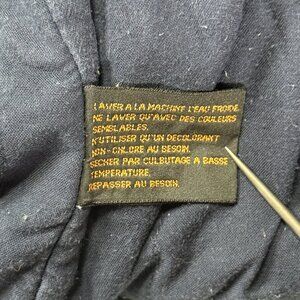 LAVER A LA MACHINE L'EAU FROIDE.
NE LAVER QU'AVEC DES COULEURS
SEMBLABLES.
N'UTILISER QU'UN DECOLORANT
NON-CHLORE AU BESOIN.
SECHER PAR CULBUTAGE A BASSE
TEMPERATURE.
REPASSER AU BESOIN.